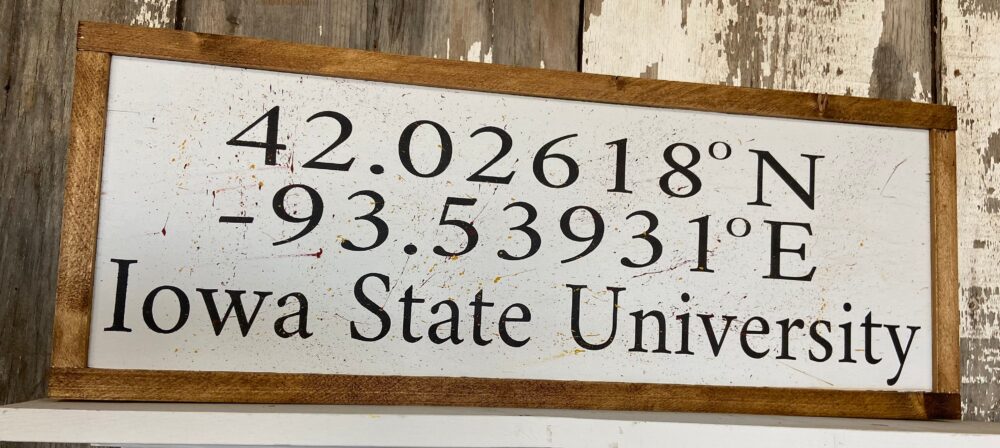 42.02618° N
-93.53931° E
Iowa State University